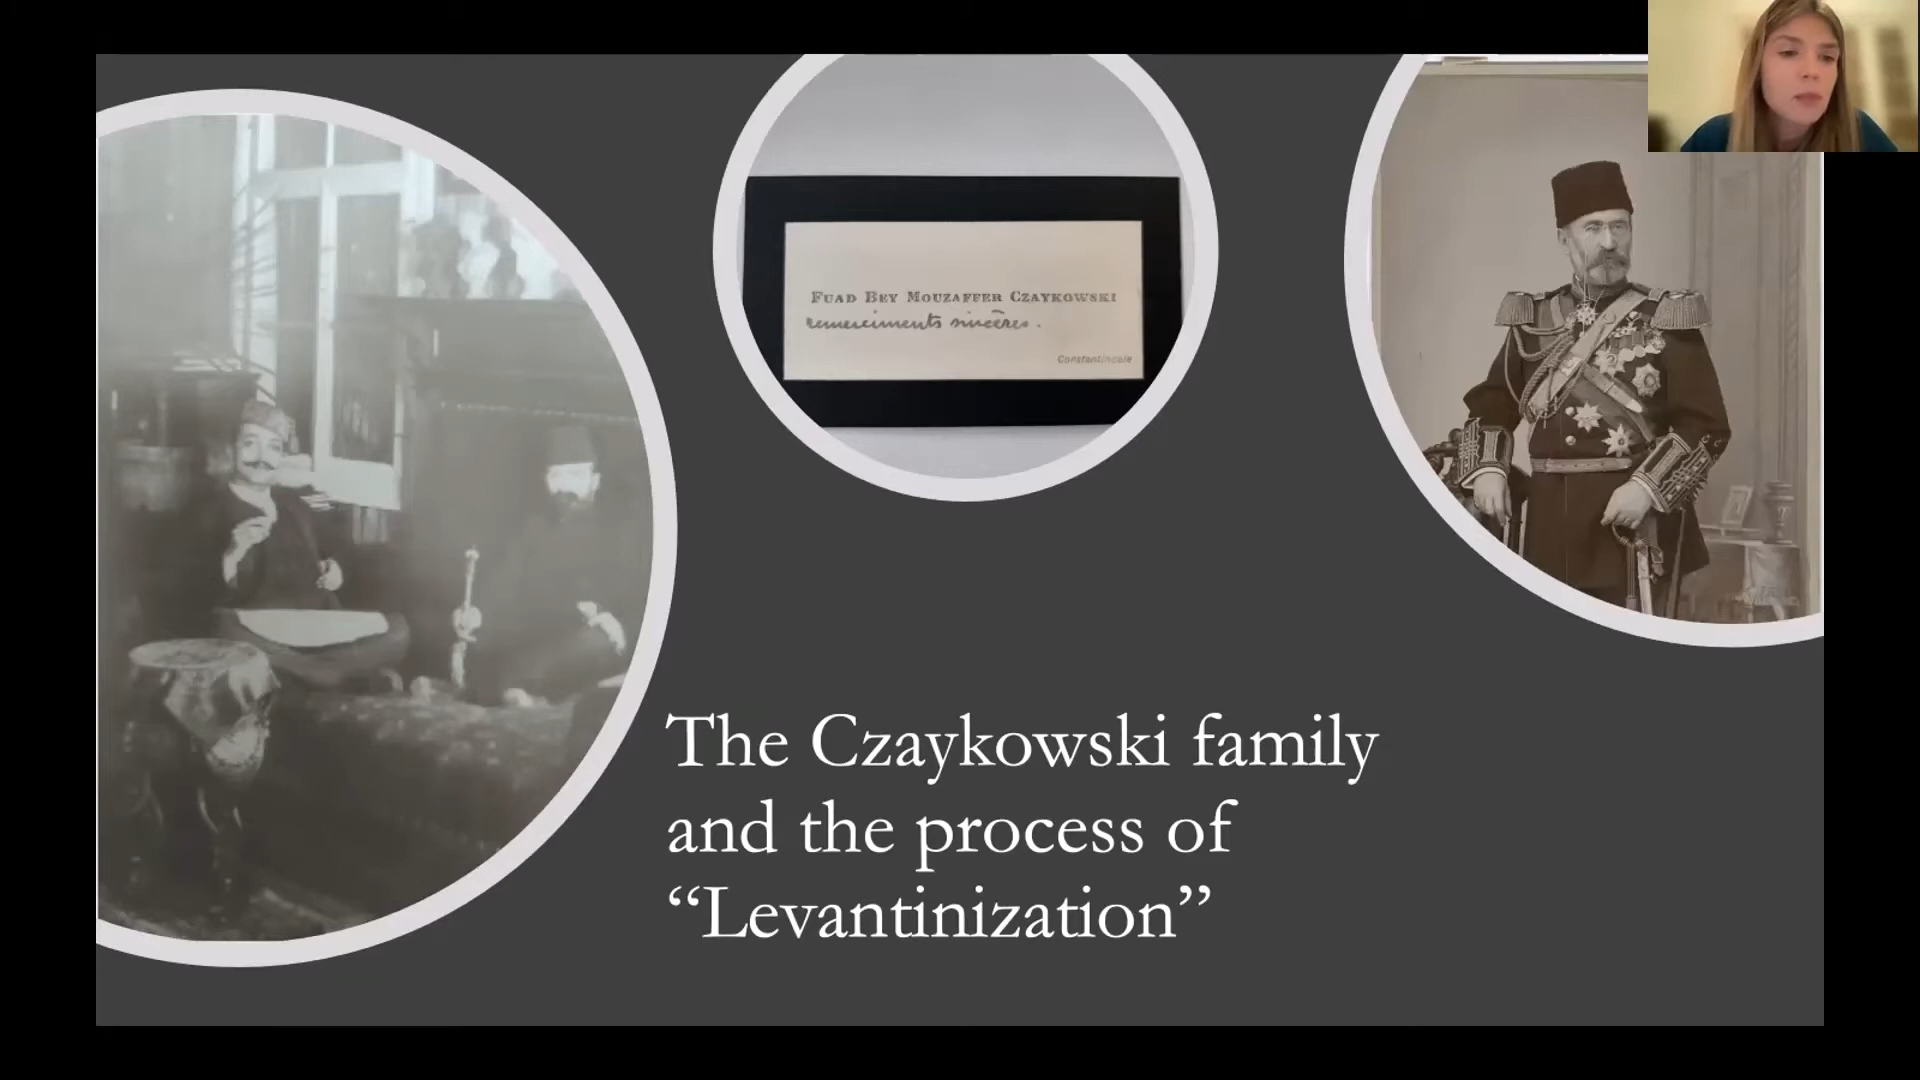 FUAD BEY MOUZAFFER CZAYKOWSKI
remerciments sincères.
Constantinople
The Czaykowski family
and the process of
“Levantinization”